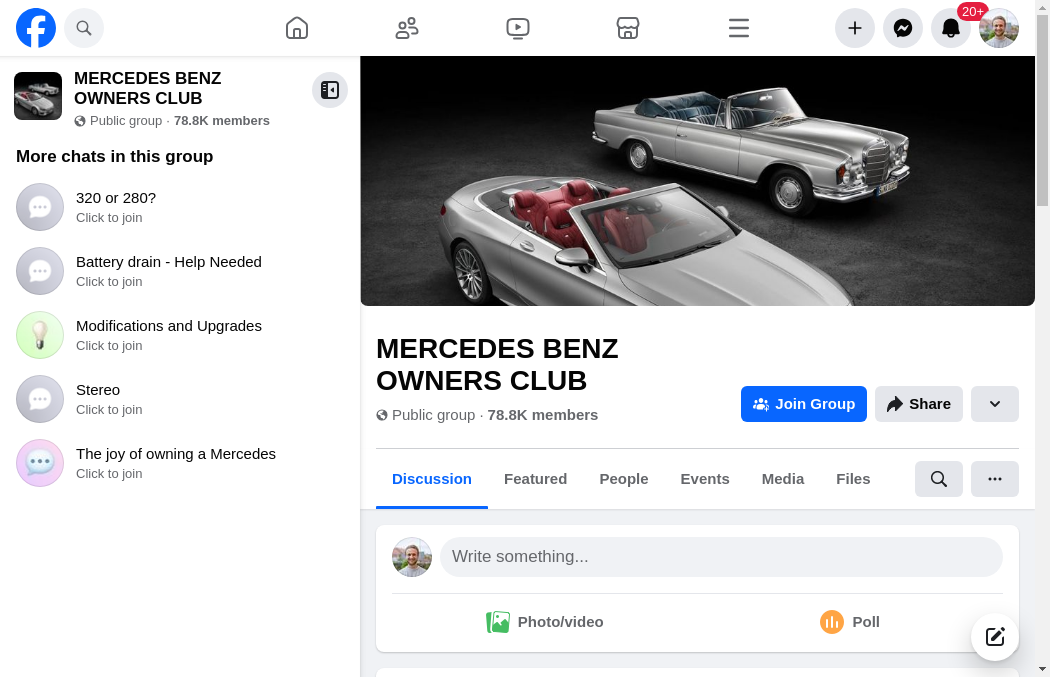 20+
MERCEDES BENZ
OWNERS CLUB
Public group · 78.8K members
More chats in this group
320 or 280?
Click to join
Battery drain - Help Needed
Click to join
Modifications and Upgrades
Click to join
Stereo
Click to join
The joy of owning a Mercedes
Click to join
MERCEDES BENZ
OWNERS CLUB
Public group · 78.8K members
Join Group
Share
Discussion Featured People Events Media Files
Write something...
Photo/video
Poll